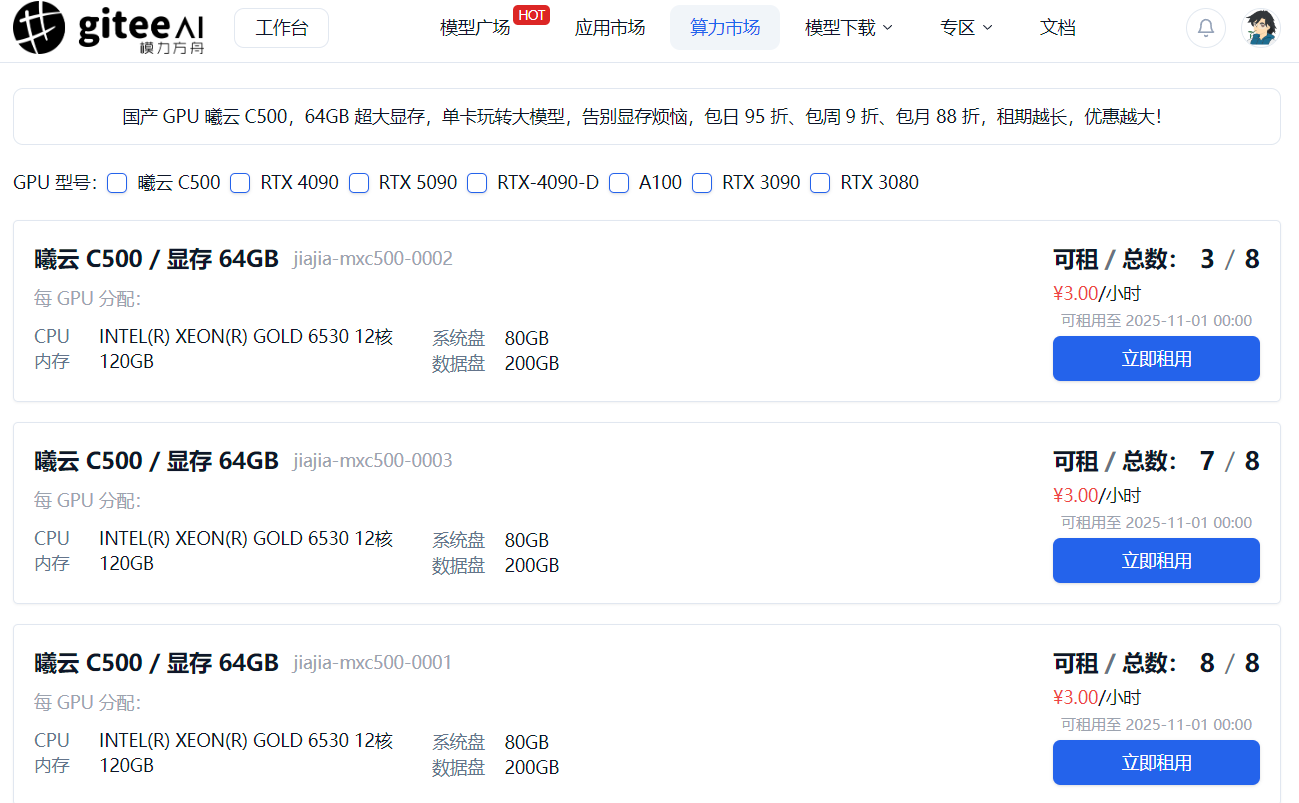 gitee AI 模力方舟 工作台 模型广场 HOT 应用市场 算力市场 模型下载 专区 文档
国产 GPU 曦云 C500，64GB 超大显存，单卡玩转大模型，告别显存烦恼，包日 95 折、包周 9 折、包月 88 折，租期越长，优惠越大！
GPU 型号： 曦云 C500 RTX 4090 RTX 5090 RTX-4090-D A100 RTX 3090 RTX 3080
曦云 C500 / 显存 64GB jiajia-mxc500-0002
每 GPU 分配：
CPU INTEL(R) XEON(R) GOLD 6530 12核 系统盘 80GB
内存 120GB 数据盘 200GB
可租 / 总数： 3 / 8
¥3.00/小时
可租用至 2025-11-01 00:00
立即租用
曦云 C500 / 显存 64GB jiajia-mxc500-0003
每 GPU 分配：
CPU INTEL(R) XEON(R) GOLD 6530 12核 系统盘 80GB
内存 120GB 数据盘 200GB
可租 / 总数： 7 / 8
¥3.00/小时
可租用至 2025-11-01 00:00
立即租用
曦云 C500 / 显存 64GB jiajia-mxc500-0001
每 GPU 分配：
CPU INTEL(R) XEON(R) GOLD 6530 12核 系统盘 80GB
内存 120GB 数据盘 200GB
可租 / 总数： 8 / 8
¥3.00/小时
可租用至 2025-11-01 00:00
立即租用